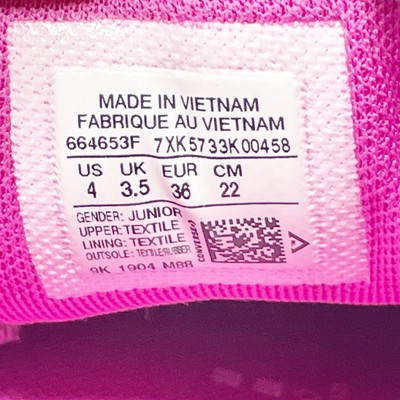 MADE IN VIETNAM
FABRIQUE AU VIETNAM
664653F 7XK5733K00458
US UK EUR CM
4 3.5 36 22
GENDER: JUNIOR
UPPER: TEXTILE
LINING: TEXTILE
OUTSOLE: TEXTILE/RUBBER
9K 1904 M88
CONVERSE